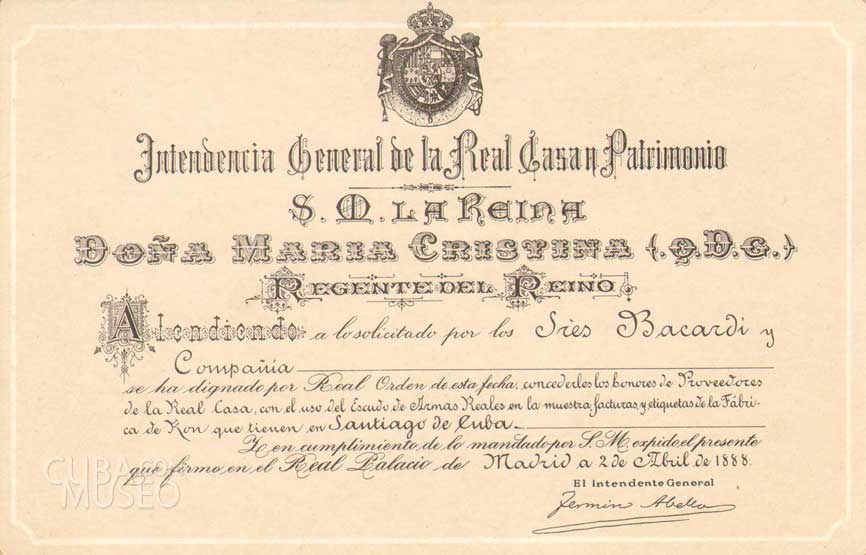 Intendencia General de la Real Casa y Patrimonio
S. M. LA REINA
DOÑA MARIA CRISTINA (.Q.D.G.)
REGENTE DEL REINO
Atendiendo a lo solicitado por los Sres Bacardi y
Compañia
se ha dignado por Real Orden de esta fecha, concederles los honores de Proveedores
de la Real Casa, con el uso del Escudo de Armas Reales en la muestra, facturas, y etiquetas de la Fábri-
ca de Ron que tienen en Santiago de Cuba.
Y en cumplimiento de lo mandado por S.M. expido el presente
que firmo en el Real Palacio de Madrid a 2 de Abril de 1888.
El Intendente General
Fermin Abella
CUBA
MUSEO